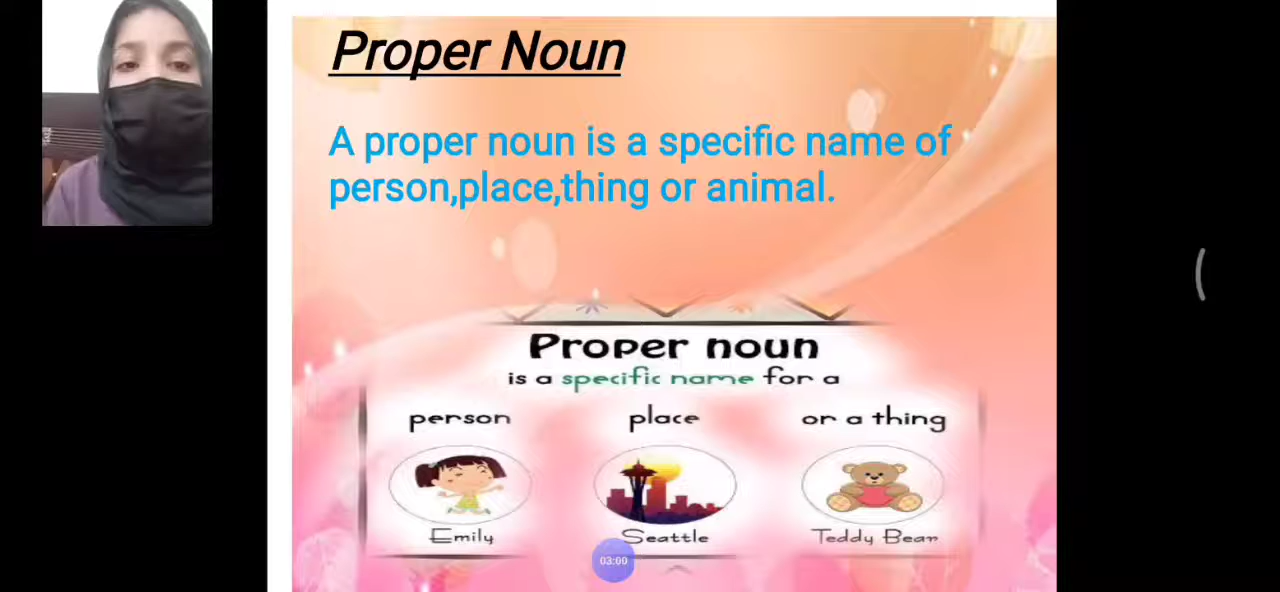 Proper Noun
A proper noun is a specific name of
person,place,thing or animal.
Proper noun
is a specific name for a
person place or a thing
Emily Seattle Teddy Bear
03:00